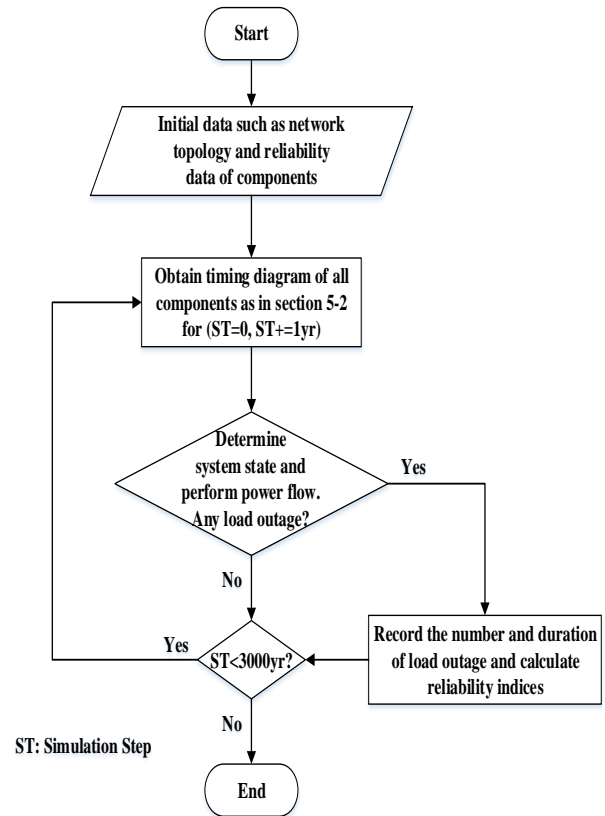 Start
Initial data such as network
topology and reliability
data of components
Obtain timing diagram of all
components as in section 5-2
for (ST=0, ST+=1yr)
Determine
system state and
perform power flow.
Any load outage?
Yes
No
Record the number and duration
of load outage and calculate
reliability indices
Yes
ST<3000yr?
No
ST: Simulation Step
End